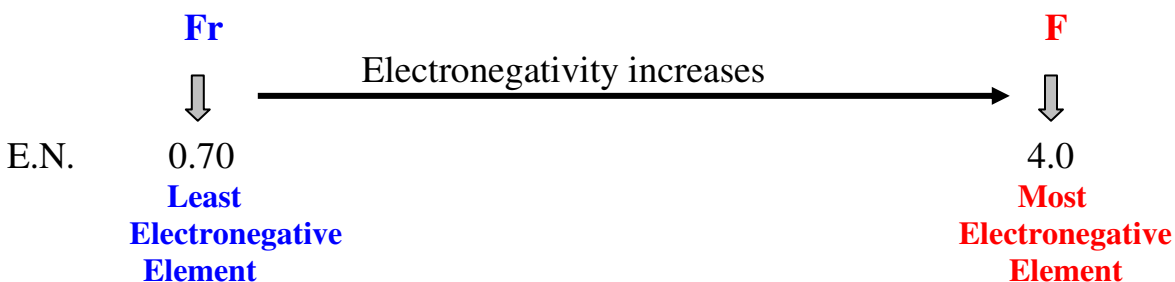 Fr F
Electronegativity increases
E.N. 0.70 4.0
Least Most
Electronegative Electronegative
Element Element